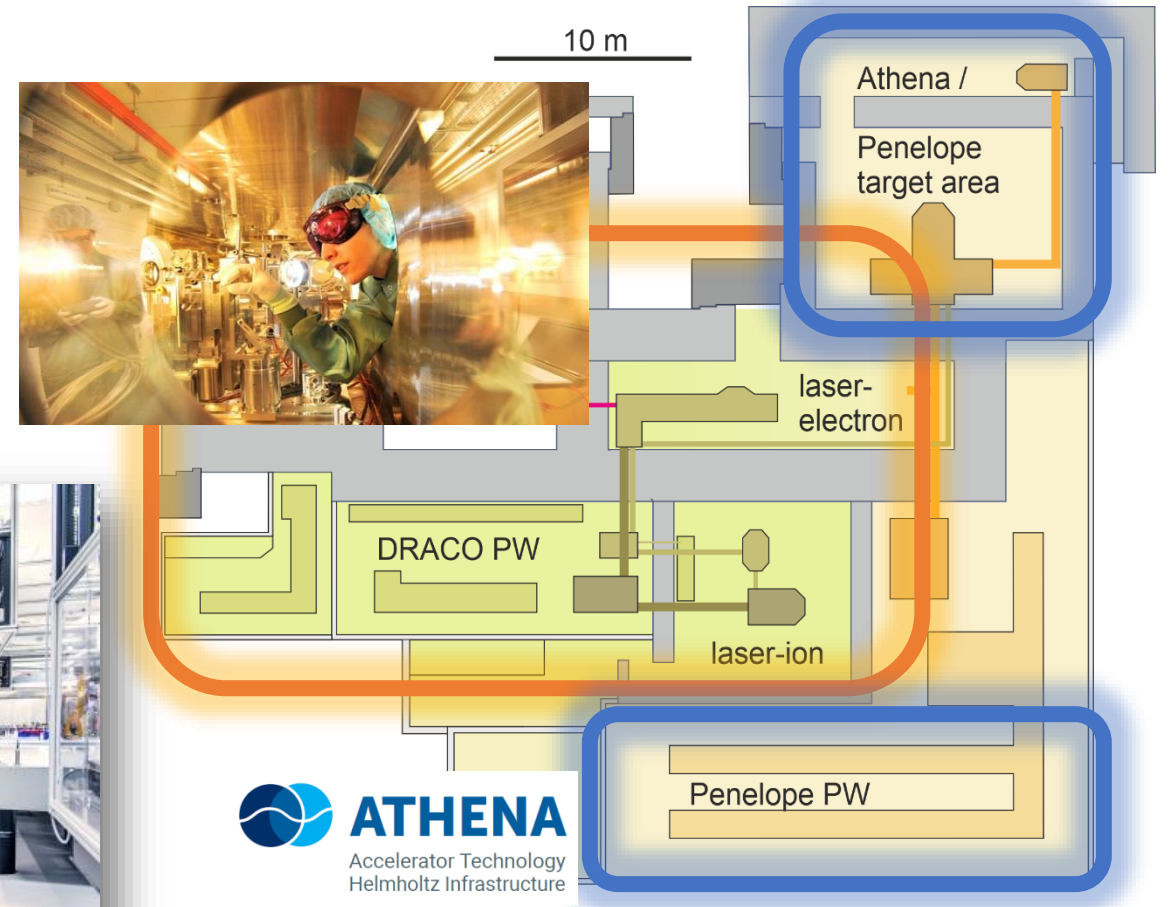 10 m
Athena /
Penelope
target area
laser-
electron
DRACO PW
laser-ion
Penelope PW
ATHENA
Accelerator Technology
Helmholtz Infrastructure